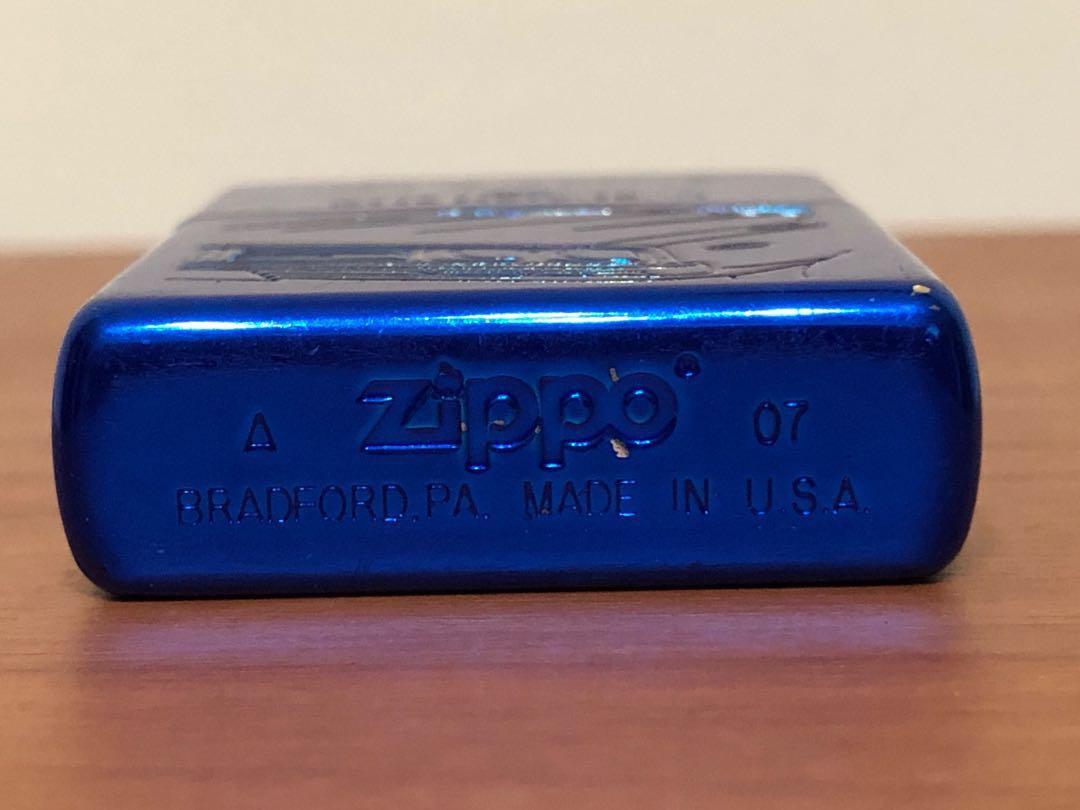 A zippo® 07
BRADFORD, PA. MADE IN U.S.A.